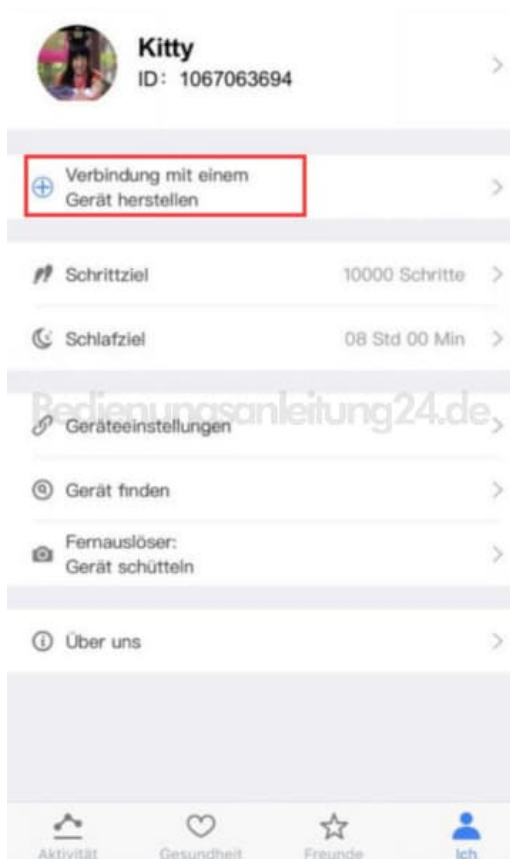 Kitty
ID: 1067063694
Verbindung mit einem
Gerät herstellen
Schrittziel 10000 Schritte
Schlafziel 08 Std 00 Min
Bedienungsanleitung24.de
Geräteeinstellungen
Gerät finden
Fernauslöser:
Gerät schütteln
Über uns
Aktivität Gesundheit Freunde Ich